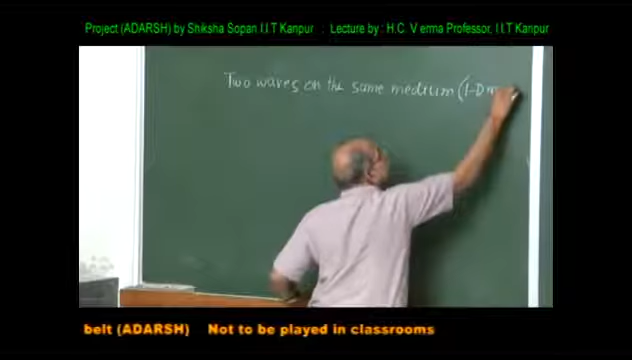 Project (ADARSH) by Shiksha Sopan I.I.T Kanpur : Lecture by : H.C. V erma Professor, I.I.T Kanpur
Two waves on the same medium (1-D m
belt (ADARSH) Not to be played in classrooms